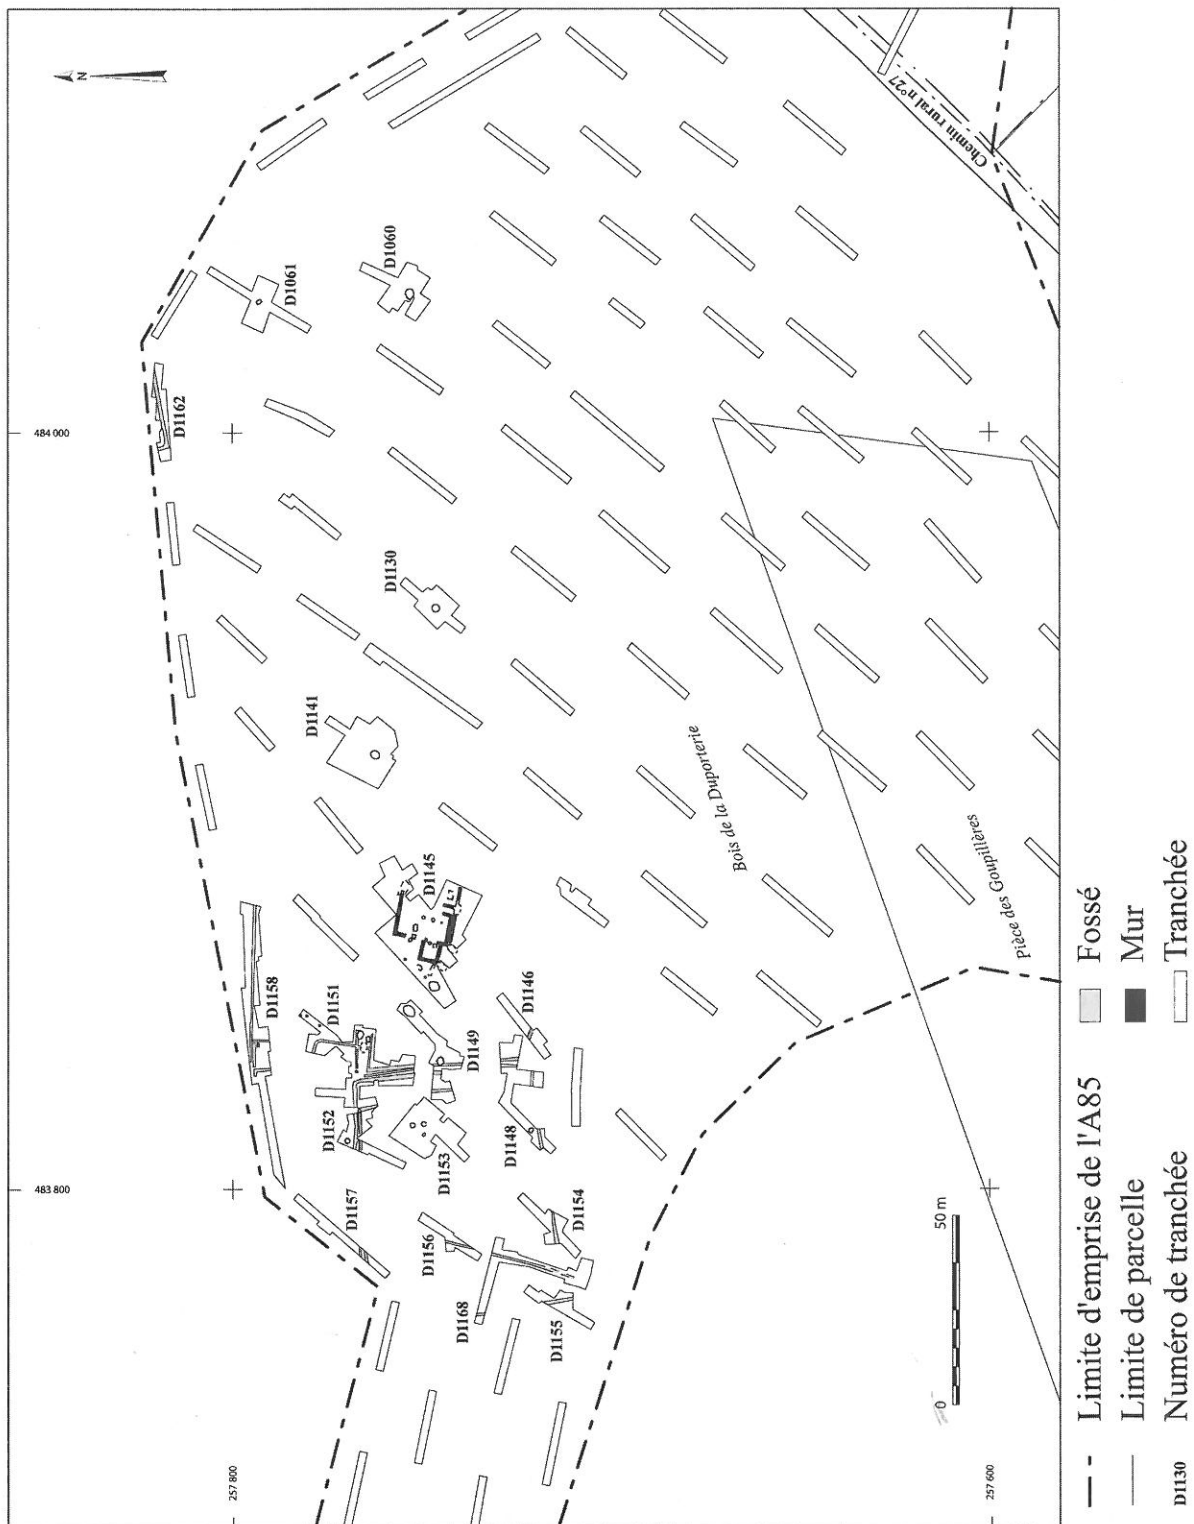 N
D1060
D1061
D1162
484 000
D1130
D1141
D1145
D1158
D1151
D1146
D1149
D1152
D1153
D1148
483 800
D1157
D1156
D1154
D1168
D1155
257 800
257 600
Chemin rural n°27
Bois de la Duporterie
Pièce des Goupillères
0 50 m
Limite d'emprise de l'A85
Limite de parcelle
D1130 Numéro de tranchée
Fossé
Mur
Tranchée